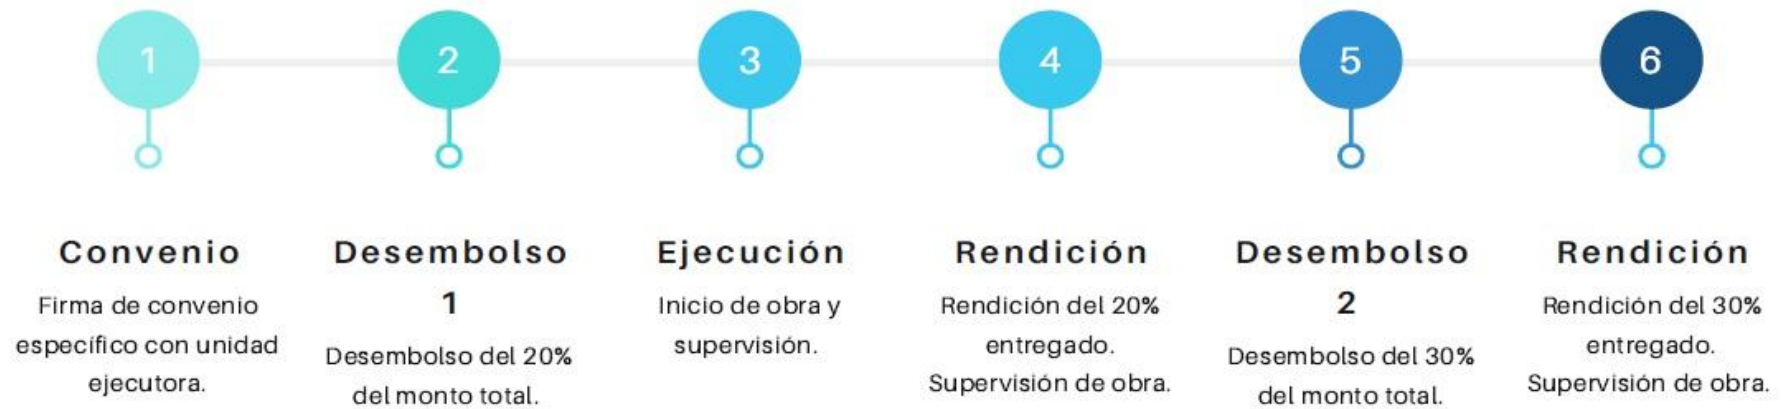 1
2
3
4
5
6
Convenio
Firma de convenio
específico con unidad
ejecutora.
Desembolso
1
Desembolso del 20%
del monto total.
Ejecución
Inicio de obra y
supervisión.
Rendición
Rendición del 20%
entregado.
Supervisión de obra.
Desembolso
2
Desembolso del 30%
del monto total.
Rendición
Rendición del 30%
entregado.
Supervisión de obra.